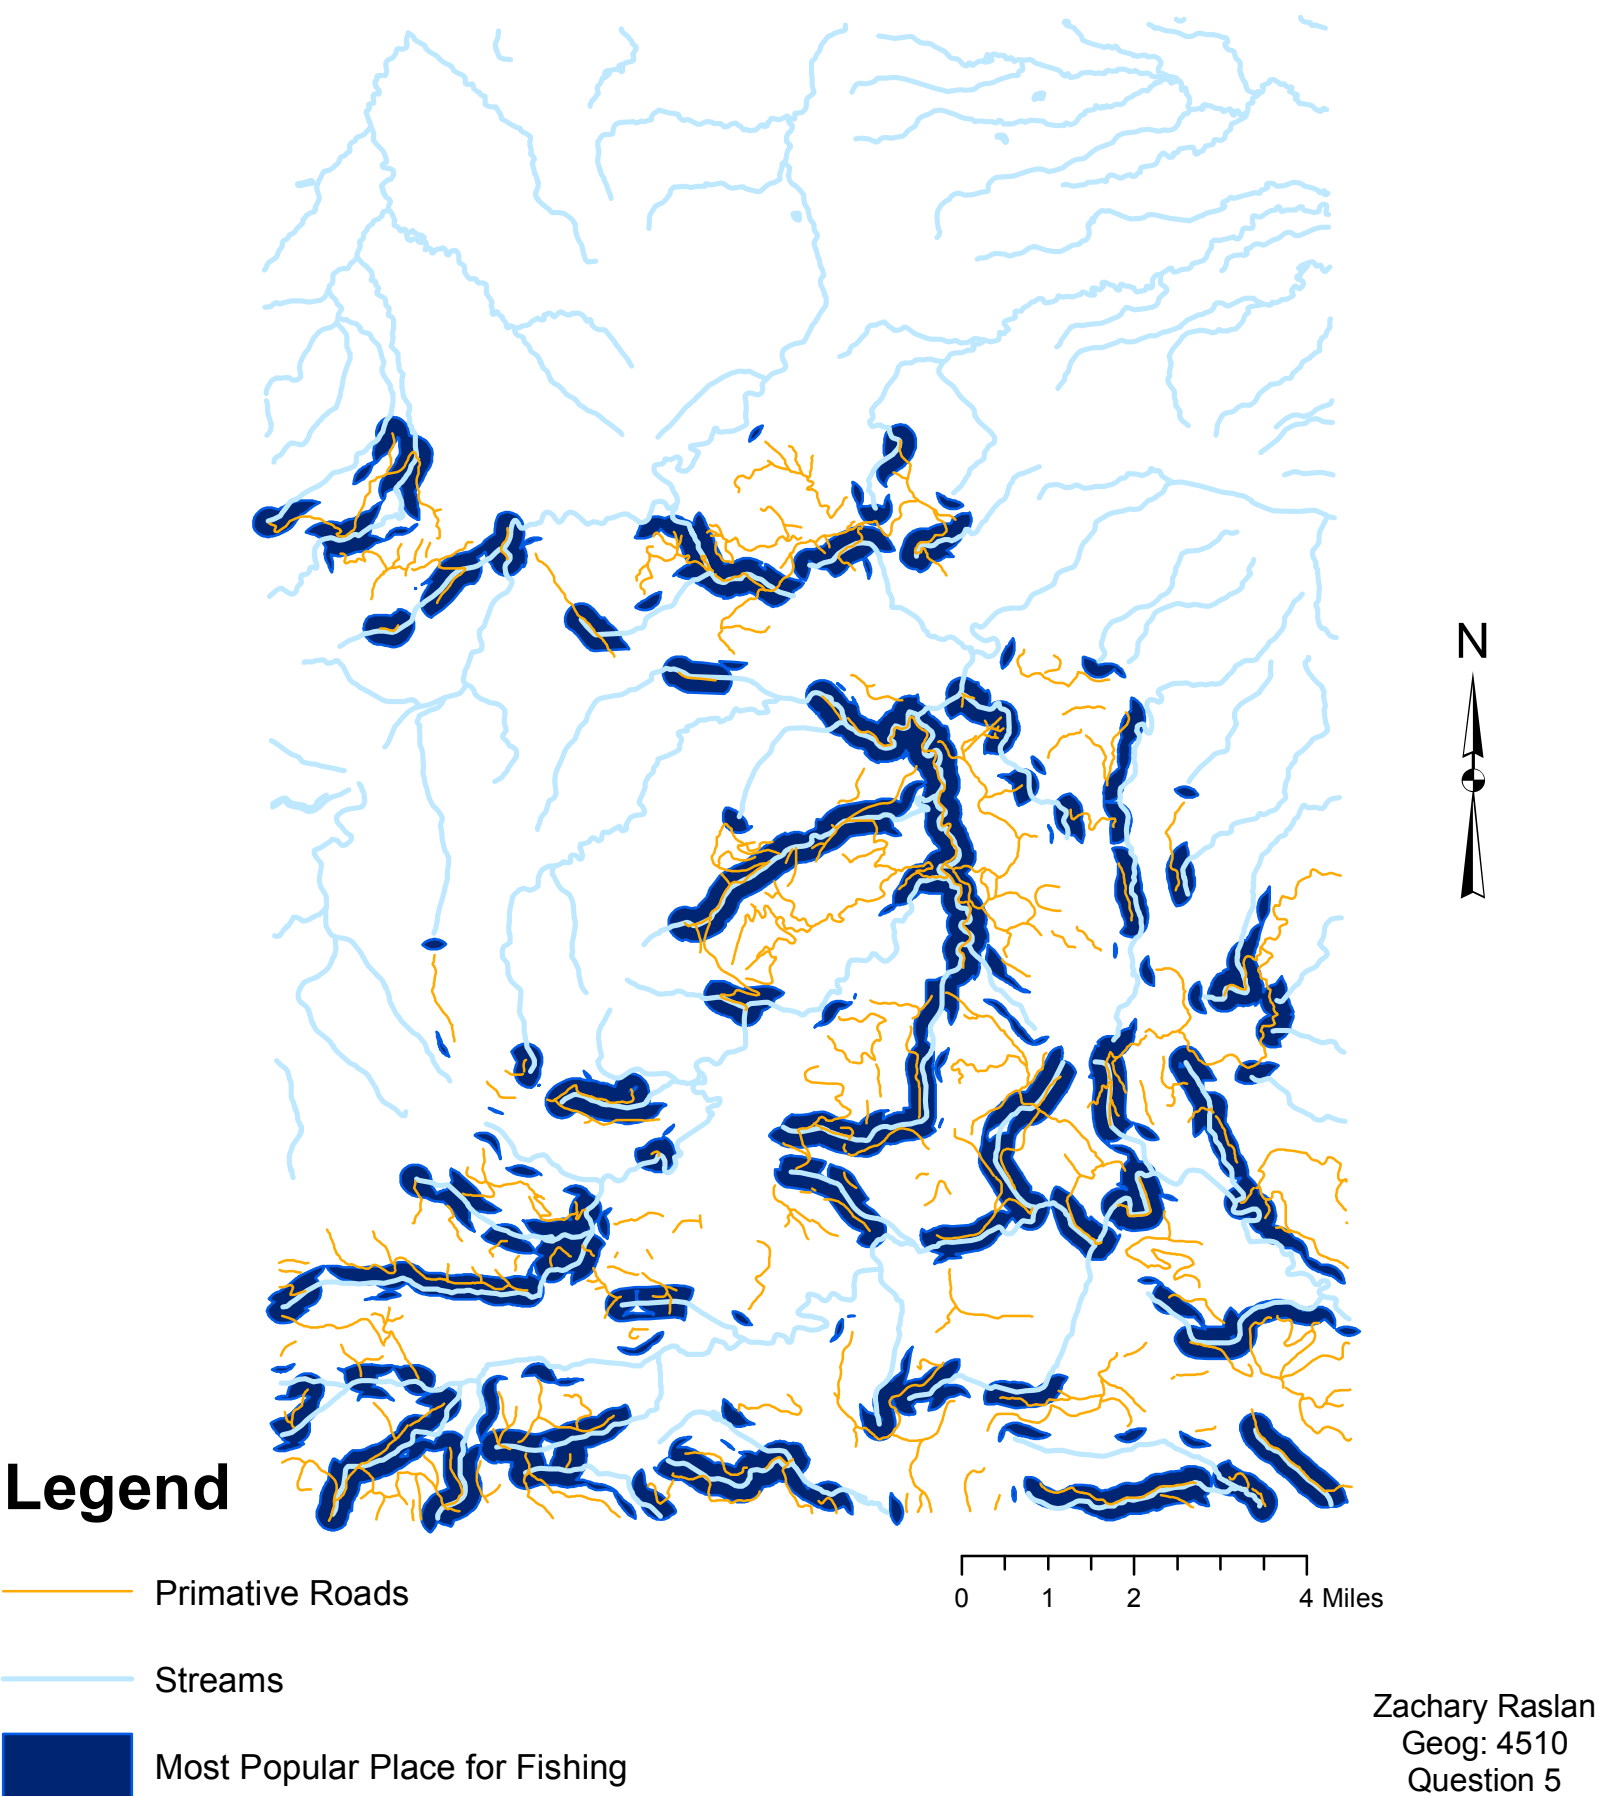 N
Legend
Primative Roads
Streams
Most Popular Place for Fishing
0 1 2 4 Miles
Zachary Raslan
Geog: 4510
Question 5